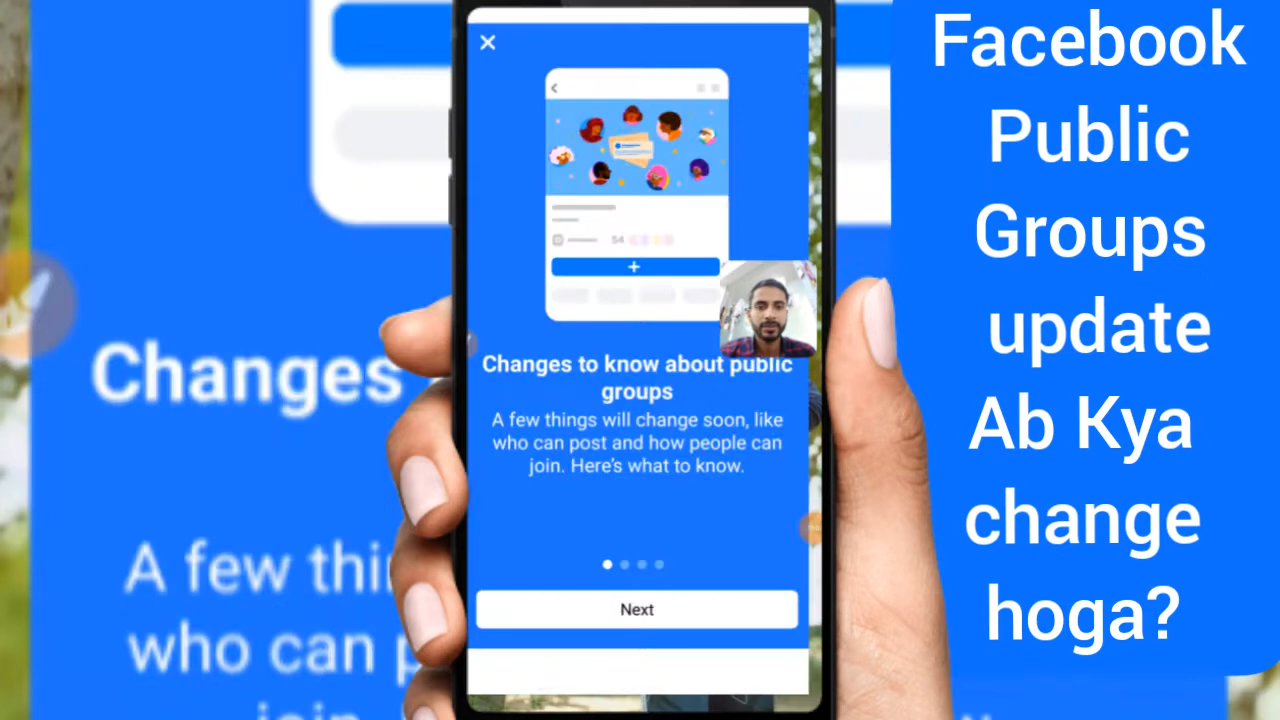 Facebook
Public
Groups
update
Ab Kya
change
hoga?
Changes to know about public
groups
A few things will change soon, like
who can post and how people can
join. Here's what to know.
Next
54
Changes
A few thi
who can p
join